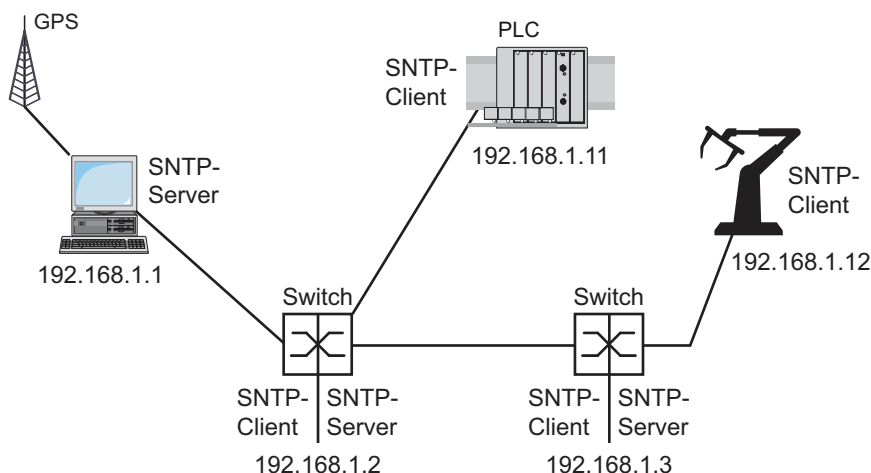 GPS
PLC
SNTP-
Client
192.168.1.11
SNTP-
Server
192.168.1.1
SNTP-
Client
192.168.1.12
Switch
Switch
SNTP-
Client
SNTP-
Server
192.168.1.2
SNTP-
Client
SNTP-
Server
192.168.1.3